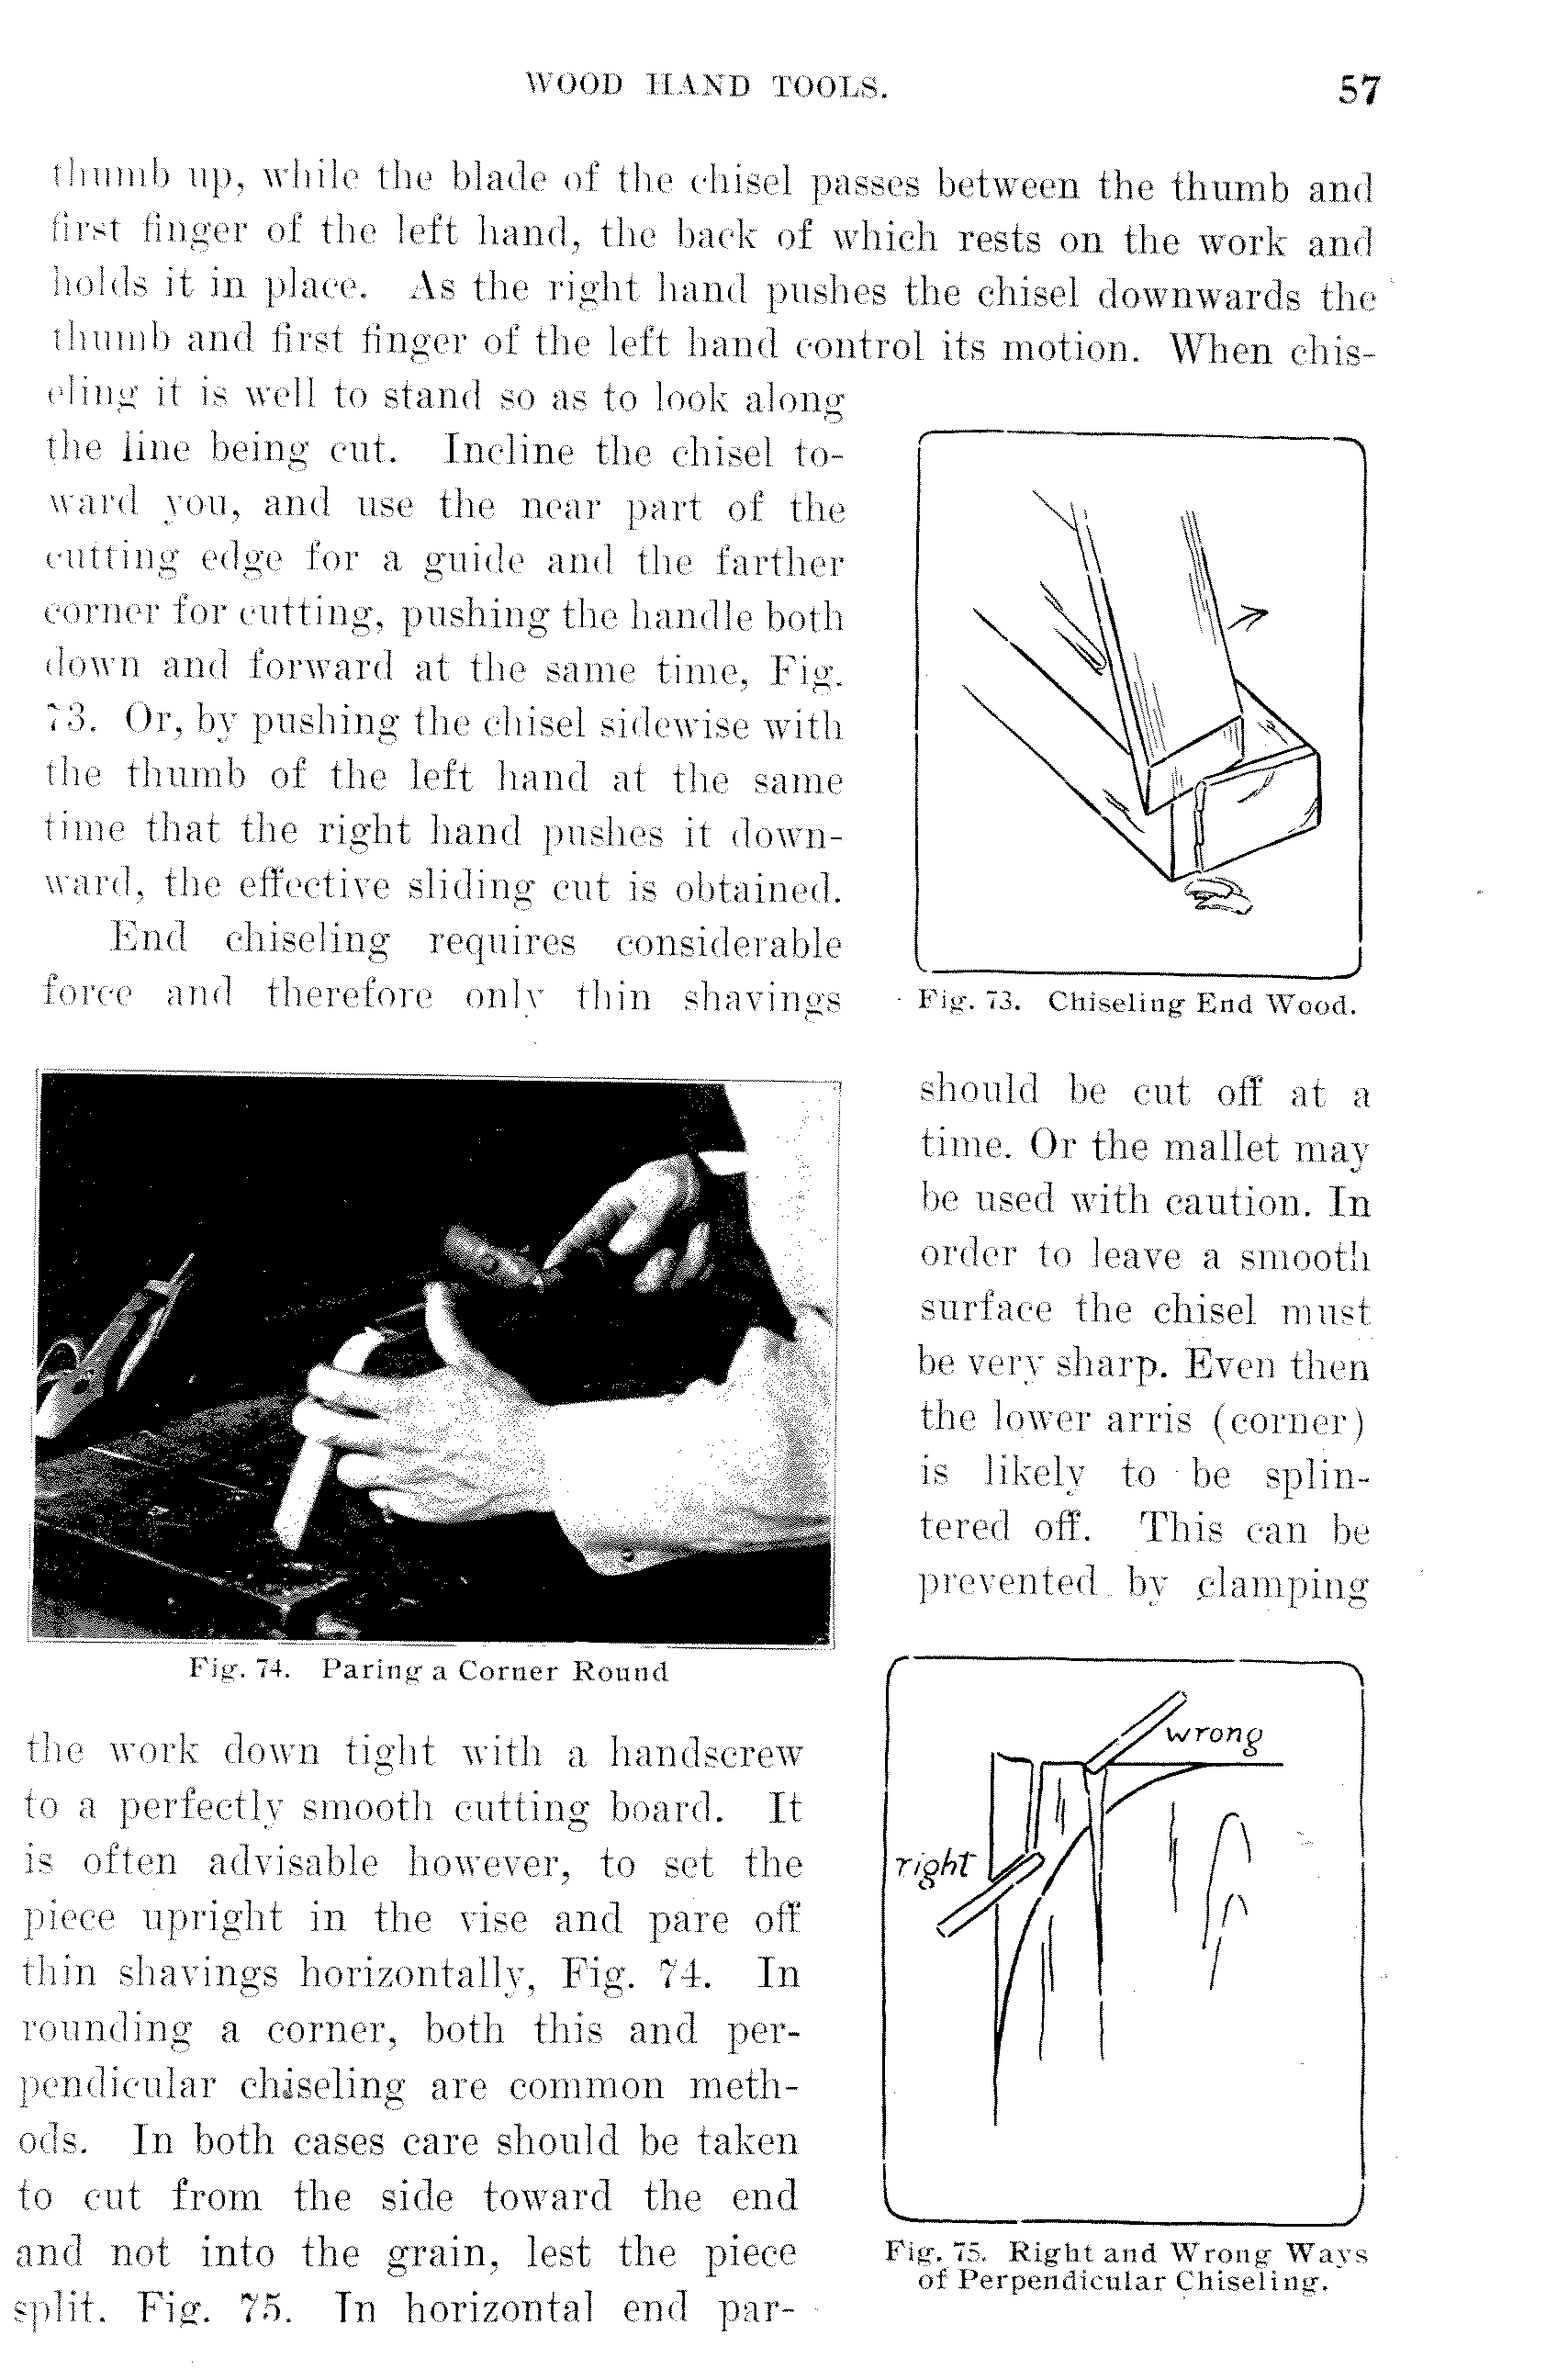 WOOD HAND TOOLS. 57
thumb up, while the blade of the chisel passes between the thumb and
first finger of the left hand, the back of which rests on the work and
holds it in place. As the right hand pushes the chisel downwards the
thumb and first finger of the left hand control its motion. When chis-
eling it is well to stand so as to look along
the line being cut. Incline the chisel to-
ward you, and use the near part of the
cutting edge for a guide and the farther
corner for cutting, pushing the handle both
down and forward at the same time, Fig.
73. Or, by pushing the chisel sidewise with
the thumb of the left hand at the same
time that the right hand pushes it down-
ward, the effective sliding cut is obtained.
End chiseling requires considerable
force and therefore only thin shavings
Fig. 73. Chiseling End Wood.
should be cut off at a
time. Or the mallet may
be used with caution. In
order to leave a smooth
surface the chisel must
be very sharp. Even then
the lower arris (corner)
is likely to be splin-
tered off. This can be
prevented by clamping
Fig. 74. Paring a Corner Round
the work down tight with a handscrew
to a perfectly smooth cutting board. It
is often advisable however, to set the
piece upright in the vise and pare off
thin shavings horizontally, Fig. 74. In
rounding a corner, both this and per-
pendicular chiseling are common meth-
ods. In both cases care should be taken
to cut from the side toward the end
and not into the grain, lest the piece
split. Fig. 75. In horizontal end par-
wrong
right
Fig. 75. Right and Wrong Ways
of Perpendicular Chiseling.